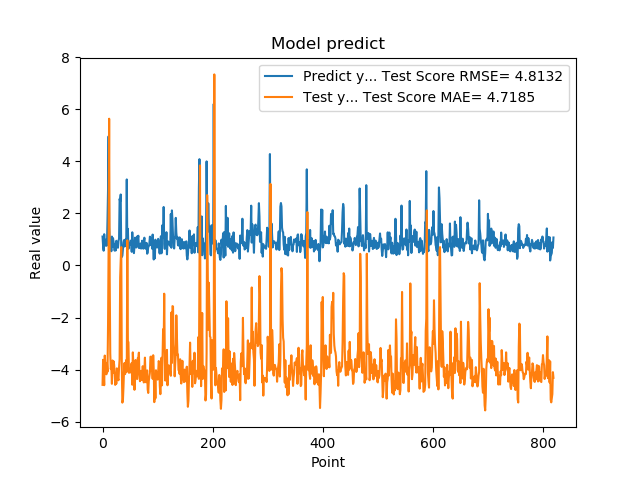 Model predict
Predict y... Test Score RMSE= 4.8132
Test y... Test Score MAE= 4.7185
Real value
8
6
4
2
0
−2
−4
−6
0 200 400 600 800
Point